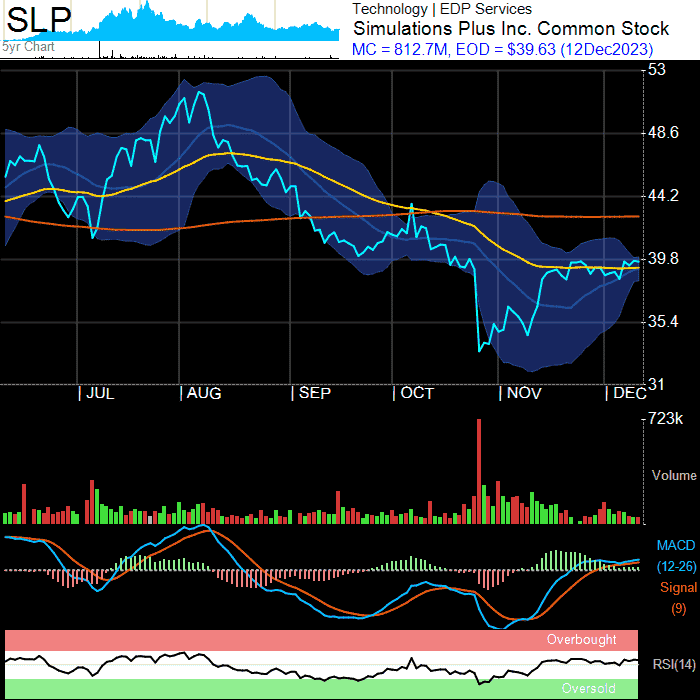 SLP
5yr Chart
Technology | EDP Services
Simulations Plus Inc. Common Stock
MC = 812.7M, EOD = $39.63 (12Dec2023)
53
48.6
44.2
39.8
35.4
31
JUL AUG SEP OCT NOV DEC
723k
Volume
MACD
(12-26)
Signal
(9)
Overbought
RSI(14)
Oversold